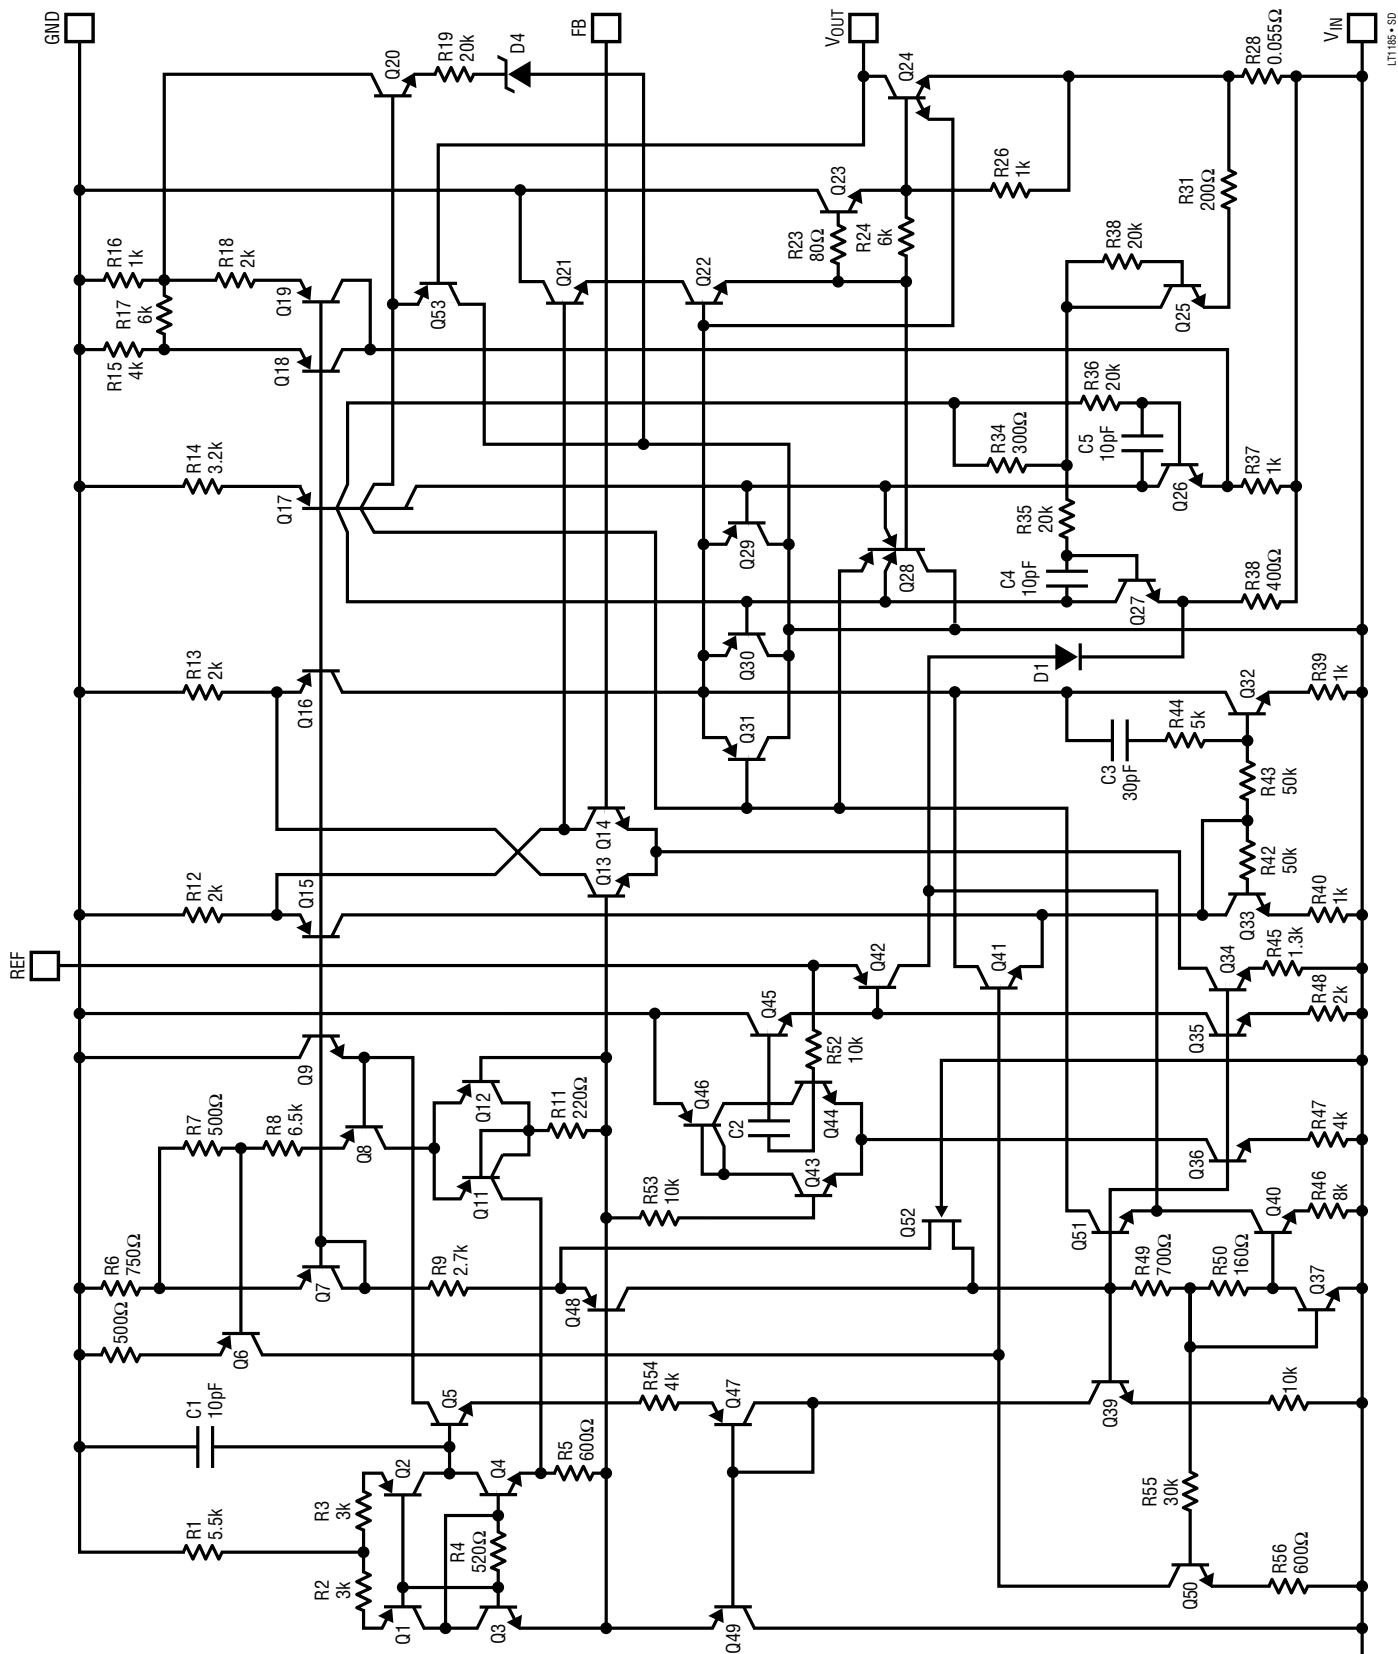 REF
GND
FB
VOUT
VIN
R1
5.5k
R2
3k
R3
3k
Q1
Q2
Q3
Q4
R4
520Ω
R5
600Ω
C1
10pF
Q5
500Ω
Q6
R6
750Ω
R7
500Ω
R8
6.5k
Q7
Q8
Q9
R9
2.7k
Q11
Q12
R11
220Ω
R12
2k
Q15
R13
2k
Q16
Q13
Q14
R14
3.2k
Q17
R15
4k
R17
6k
R16
1k
R18
2k
Q18
Q19
Q20
R19
20k
D4
Q53
Q21
Q22
R23
80Ω
Q23
R24
6k
Q24
R26
1k
R28
0.055Ω
R31
200Ω
R38
20k
Q25
R36
20k
R34
300Ω
C5
10pF
Q26
R37
1k
R35
20k
C4
10pF
Q27
R38
400Ω
Q28
Q29
Q30
Q31
D1
C3
30pF
R44
5k
Q32
R39
1k
R43
50k
R42
50k
Q33
R40
1k
Q34
R45
1.3k
Q35
R48
2k
Q41
Q42
Q45
R52
10k
Q46
C2
Q44
Q43
R53
10k
Q36
R47
4k
Q52
Q48
Q51
Q40
R46
8k
R49
700Ω
R50
160Ω
Q37
Q39
10k
R54
4k
Q47
Q49
R55
30k
Q50
R56
600Ω
LT1185 • SD